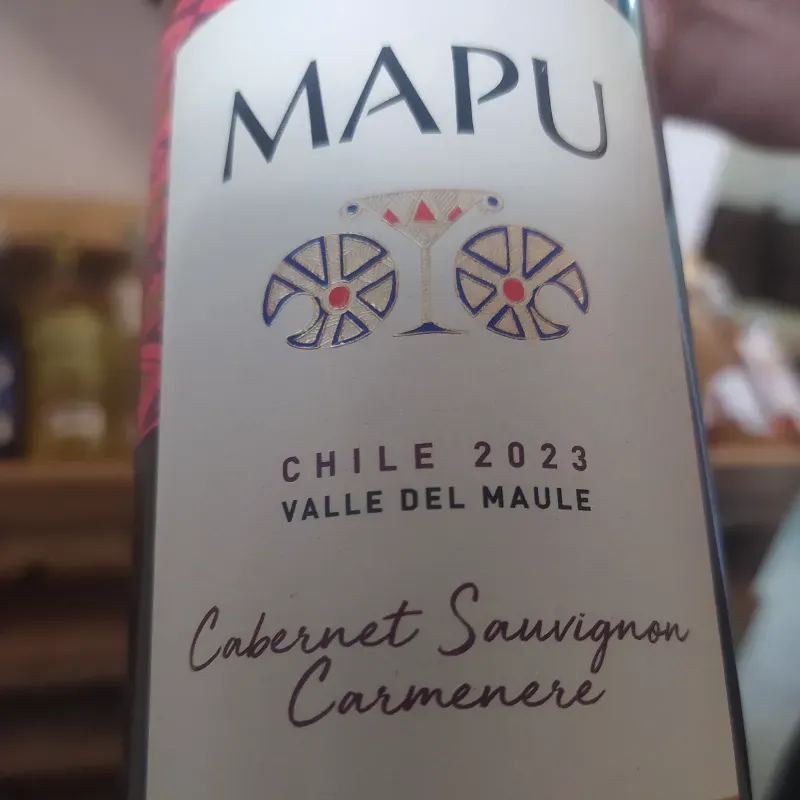 MAPU
CHILE 2023
VALLE DEL MAULE
Cabernet Sauvignon
Carmenere